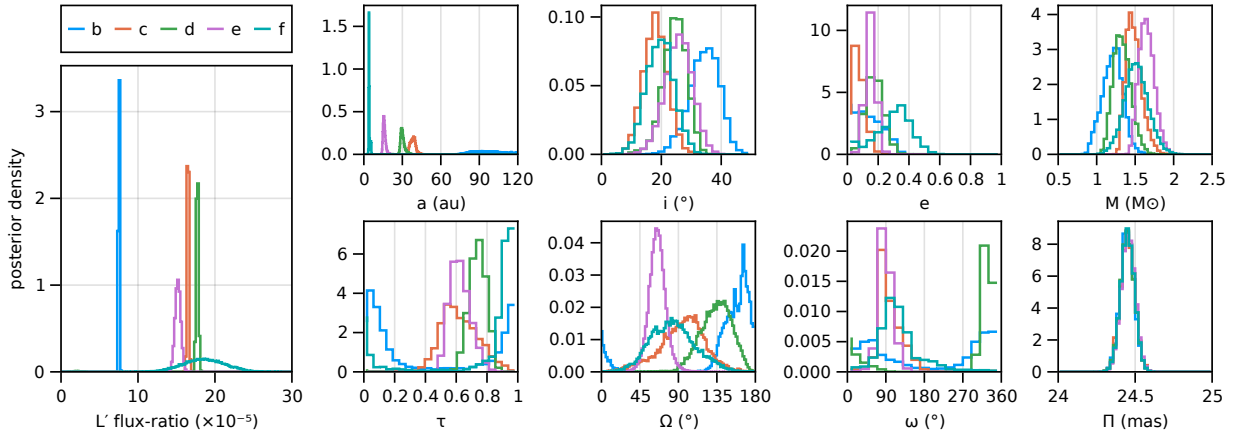 b c d e f
posterior density
3
2
1
0
0 10 20 30
L′ flux-ratio (×10⁻⁵)
1.5
1.0
0.5
0.0
0 30 60 90 120
a (au)
0.10
0.05
0.00
0 20 40
i (°)
10
5
0
0 0.2 0.4 0.6 0.8 1
e
4
3
2
1
0
0.5 1 1.5 2 2.5
M (M⊙)
6
4
2
0
0 0.2 0.4 0.6 0.8 1
τ
0.04
0.03
0.02
0.01
0.00
0 45 90 135 180
Ω (°)
0.020
0.015
0.010
0.005
0.000
0 90 180 270 360
ω (°)
8
6
4
2
0
24 24.5 25
Π (mas)